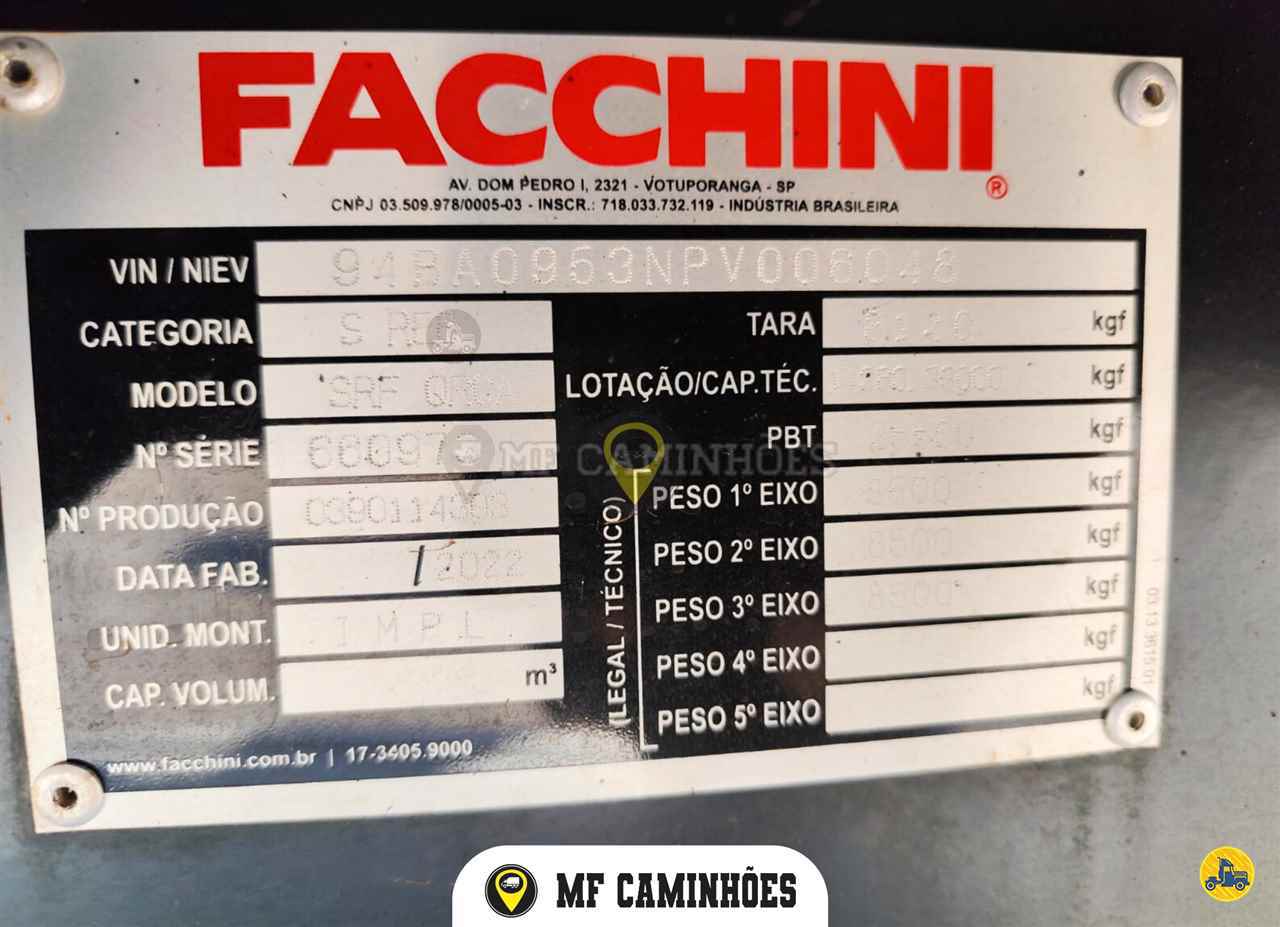 FACCHINI
®
AV. DOM PEDRO I, 2321 - VOTUPORANGA - SP
CNPJ 03.509.978/0005-03 - INSCR.: 718.033.732.119 - INDÚSTRIA BRASILEIRA
VIN / NIEV 94BA0953NPV006048
CATEGORIA S
MODELO SRF
Nº SÉRIE
Nº PRODUÇÃO
DATA FAB. / 2022
UNID. MONT. IMPL
CAP. VOLUM. m³
TARA kgf
LOTAÇÃO/CAP.TÉC. kgf
PBT kgf
(LEGAL / TÉCNICO)
PESO 1º EIXO kgf
PESO 2º EIXO kgf
PESO 3º EIXO kgf
PESO 4º EIXO kgf
PESO 5º EIXO kgf
www.facchini.com.br | 17-3405.9000
MF CAMINHÕES
MF CAMINHÕES